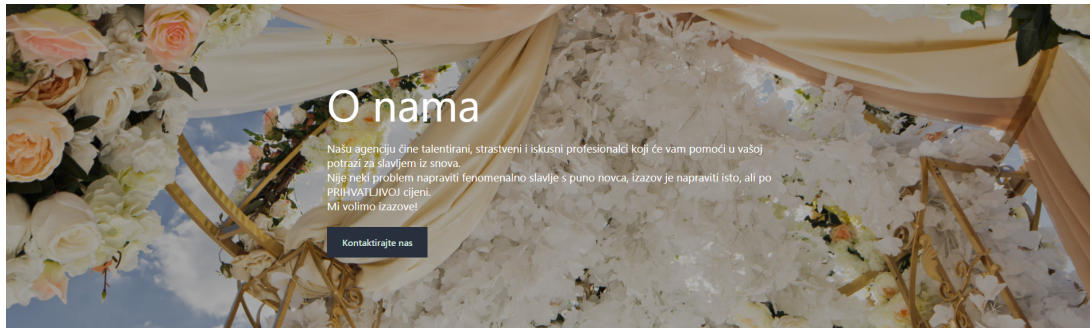 O nama
Našu agenciju čine talentirani, strastveni i iskusni profesionalci koji će vam pomoći u vašoj
potrazi za slavljem iz snova.
Nije neki problem napraviti fenomenalno slavlje s puno novca, izazov je napraviti isto, ali po
PRIHVATLJIVOJ cijeni.
Mi volimo izazove!
Kontaktirajte nas